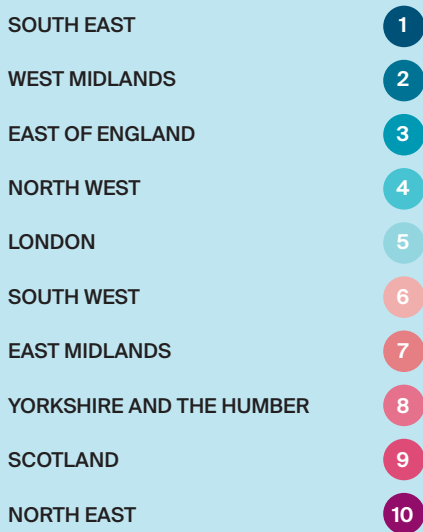 SOUTH EAST 1
WEST MIDLANDS 2
EAST OF ENGLAND 3
NORTH WEST 4
LONDON 5
SOUTH WEST 6
EAST MIDLANDS 7
YORKSHIRE AND THE HUMBER 8
SCOTLAND 9
NORTH EAST 10